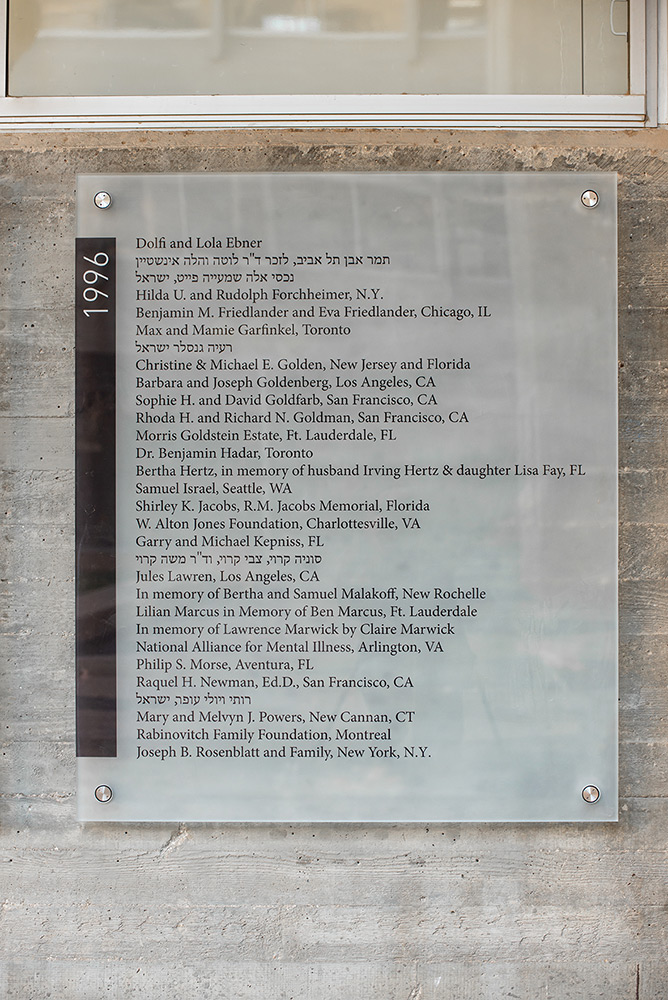 1996
Dolfi and Lola Ebner
תמר אבן תל אביב, לזכר ד"ר לוטה והלה אינשטיין
נכסי אלה שמעייה פייט, ישראל
Hilda U. and Rudolph Forchheimer, N.Y.
Benjamin M. Friedlander and Eva Friedlander, Chicago, IL
Max and Mamie Garfinkel, Toronto
רעיה גנסלר ישראל
Christine & Michael E. Golden, New Jersey and Florida
Barbara and Joseph Goldenberg, Los Angeles, CA
Sophie H. and David Goldfarb, San Francisco, CA
Rhoda H. and Richard N. Goldman, San Francisco, CA
Morris Goldstein Estate, Ft. Lauderdale, FL
Dr. Benjamin Hadar, Toronto
Bertha Hertz, in memory of husband Irving Hertz & daughter Lisa Fay, FL
Samuel Israel, Seattle, WA
Shirley K. Jacobs, R.M. Jacobs Memorial, Florida
W. Alton Jones Foundation, Charlottesville, VA
Garry and Michael Kepniss, FL
סוניה קרוי, צבי קרוי, וד"ר משה קרוי
Jules Lawren, Los Angeles, CA
In memory of Bertha and Samuel Malakoff, New Rochelle
Lilian Marcus in Memory of Ben Marcus, Ft. Lauderdale
In memory of Lawrence Marwick by Claire Marwick
National Alliance for Mental Illness, Arlington, VA
Philip S. Morse, Aventura, FL
Raquel H. Newman, Ed.D., San Francisco, CA
רותי ויולי עופר, ישראל
Mary and Melvyn J. Powers, New Cannan, CT
Rabinovitch Family Foundation, Montreal
Joseph B. Rosenblatt and Family, New York, N.Y.